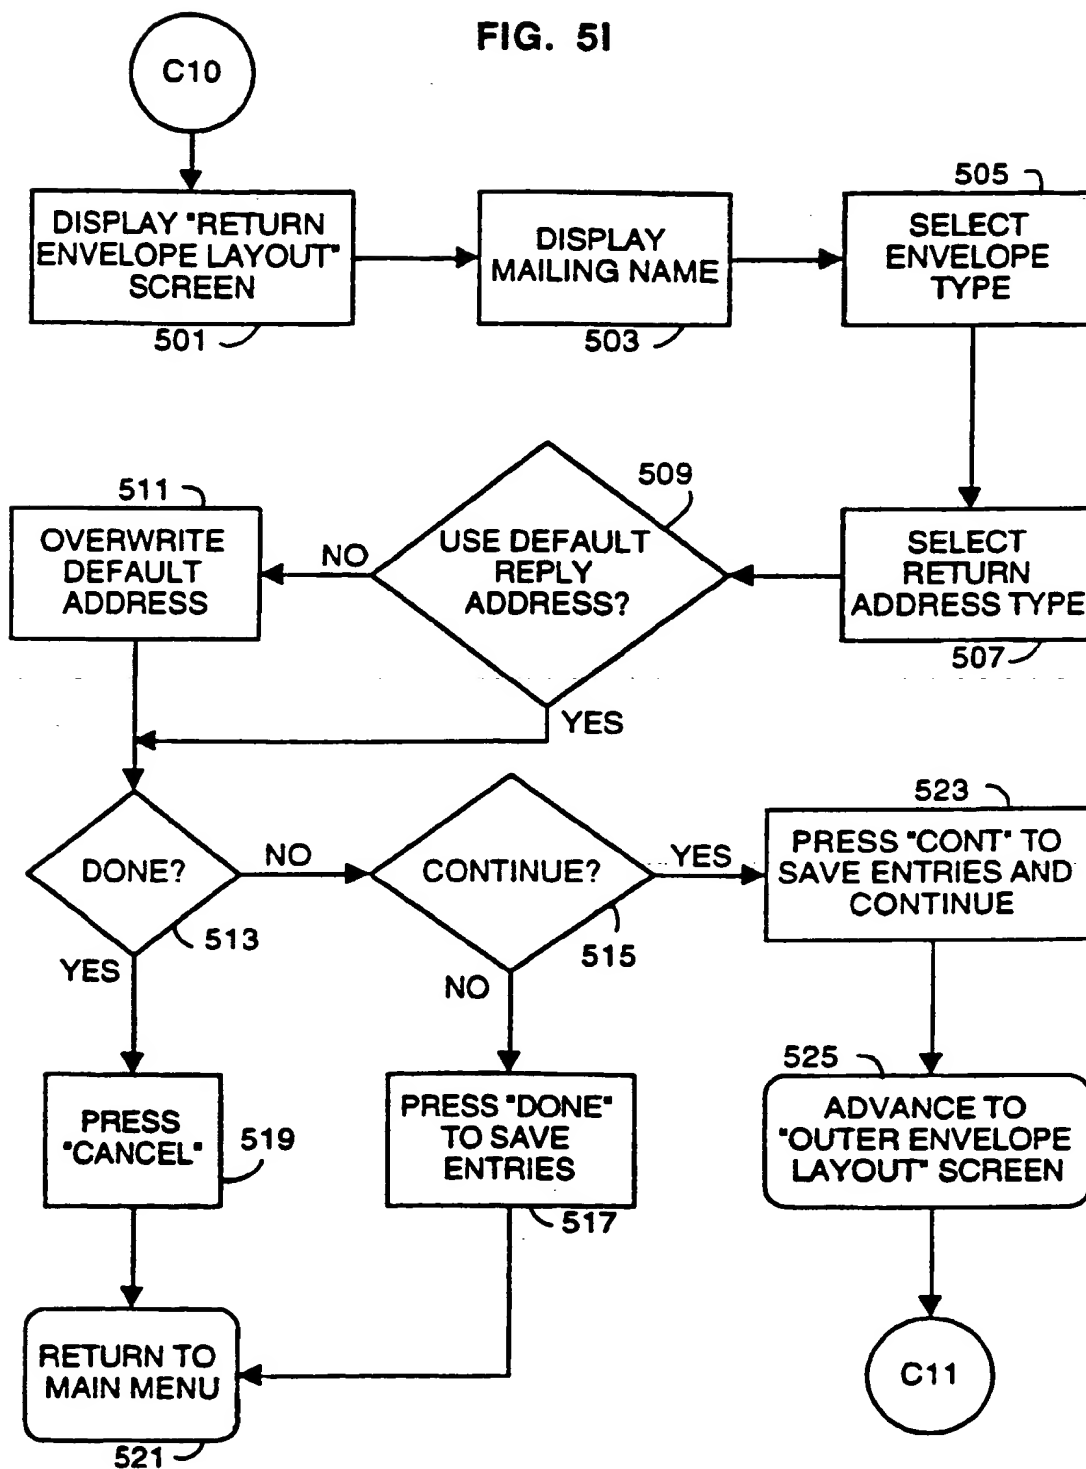 FIG. 5I
C10
DISPLAY "RETURN
ENVELOPE LAYOUT"
SCREEN
501
DISPLAY
MAILING NAME
503
505
SELECT
ENVELOPE
TYPE
SELECT
RETURN
ADDRESS TYPE
507
509
USE DEFAULT
REPLY
ADDRESS?
NO
YES
511
OVERWRITE
DEFAULT
ADDRESS
DONE?
513
NO
YES
CONTINUE?
515
YES
NO
523
PRESS "CONT" TO
SAVE ENTRIES AND
CONTINUE
PRESS
"CANCEL"
519
PRESS "DONE"
TO SAVE
ENTRIES
517
525
ADVANCE TO
"OUTER ENVELOPE
LAYOUT" SCREEN
RETURN TO
MAIN MENU
521
C11